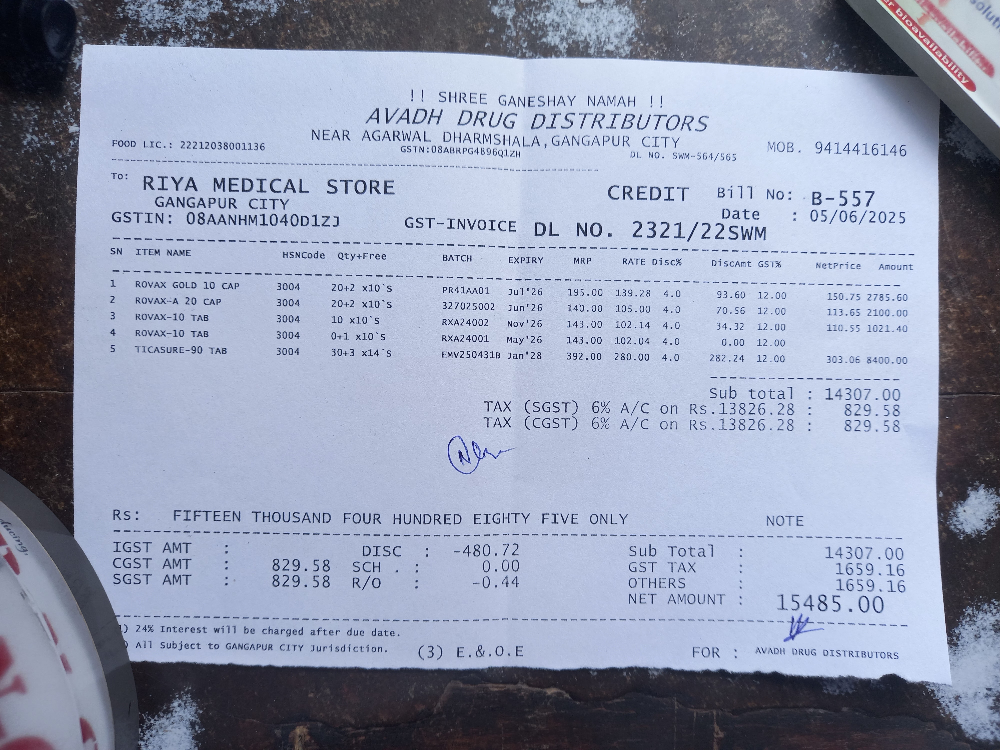 !! SHREE GANESHAY NAMAH !!
AVADH DRUG DISTRIBUTORS
NEAR AGARWAL DHARMSHALA,GANGAPUR CITY
FOOD LIC.: 22212038001136 GSTN:08ABRPG4896Q1ZH DL NO. SWM-564/565 MOB. 9414416146
To: RIYA MEDICAL STORE CREDIT Bill No: B-557
GANGAPUR CITY Date : 05/06/2025
GSTIN: 08AANHM1040D1ZJ GST-INVOICE DL NO. 2321/22SWM
SN ITEM NAME HSNCode Qty+Free BATCH EXPIRY MRP RATE Disc% DiscAmt GST% NetPrice Amount
1 ROVAX GOLD 10 CAP 3004 20+2 x10`S PR41AA01 Jul'26 195.00 139.28 4.0 93.60 12.00 150.75 2785.60
2 ROVAX-A 20 CAP 3004 20+2 x10`S 327025002 Jun'26 140.00 105.00 4.0 70.56 12.00 113.65 2100.00
3 ROVAX-10 TAB 3004 10 x10`S RXA24002 Nov'26 143.00 102.14 4.0 34.32 12.00 110.55 1021.40
4 ROVAX-10 TAB 3004 0+1 x10`S RXA24001 May'26 143.00 102.04 4.0 0.00 12.00
5 TICASURE-90 TAB 3004 30+3 x14`S EMV250431B Jan'28 392.00 280.00 4.0 282.24 12.00 303.06 8400.00
Sub total : 14307.00
TAX (SGST) 6% A/C on Rs.13826.28 : 829.58
TAX (CGST) 6% A/C on Rs.13826.28 : 829.58
Rs: FIFTEEN THOUSAND FOUR HUNDRED EIGHTY FIVE ONLY NOTE
IGST AMT : DISC : -480.72 Sub Total : 14307.00
CGST AMT : 829.58 SCH . : 0.00 GST TAX : 1659.16
SGST AMT : 829.58 R/O : -0.44 OTHERS : 1659.16
NET AMOUNT : 15485.00
) 24% Interest will be charged after due date.
) All Subject to GANGAPUR CITY Jurisdiction. (3) E.&.O.E FOR : AVADH DRUG DISTRIBUTORS
er bioavailability